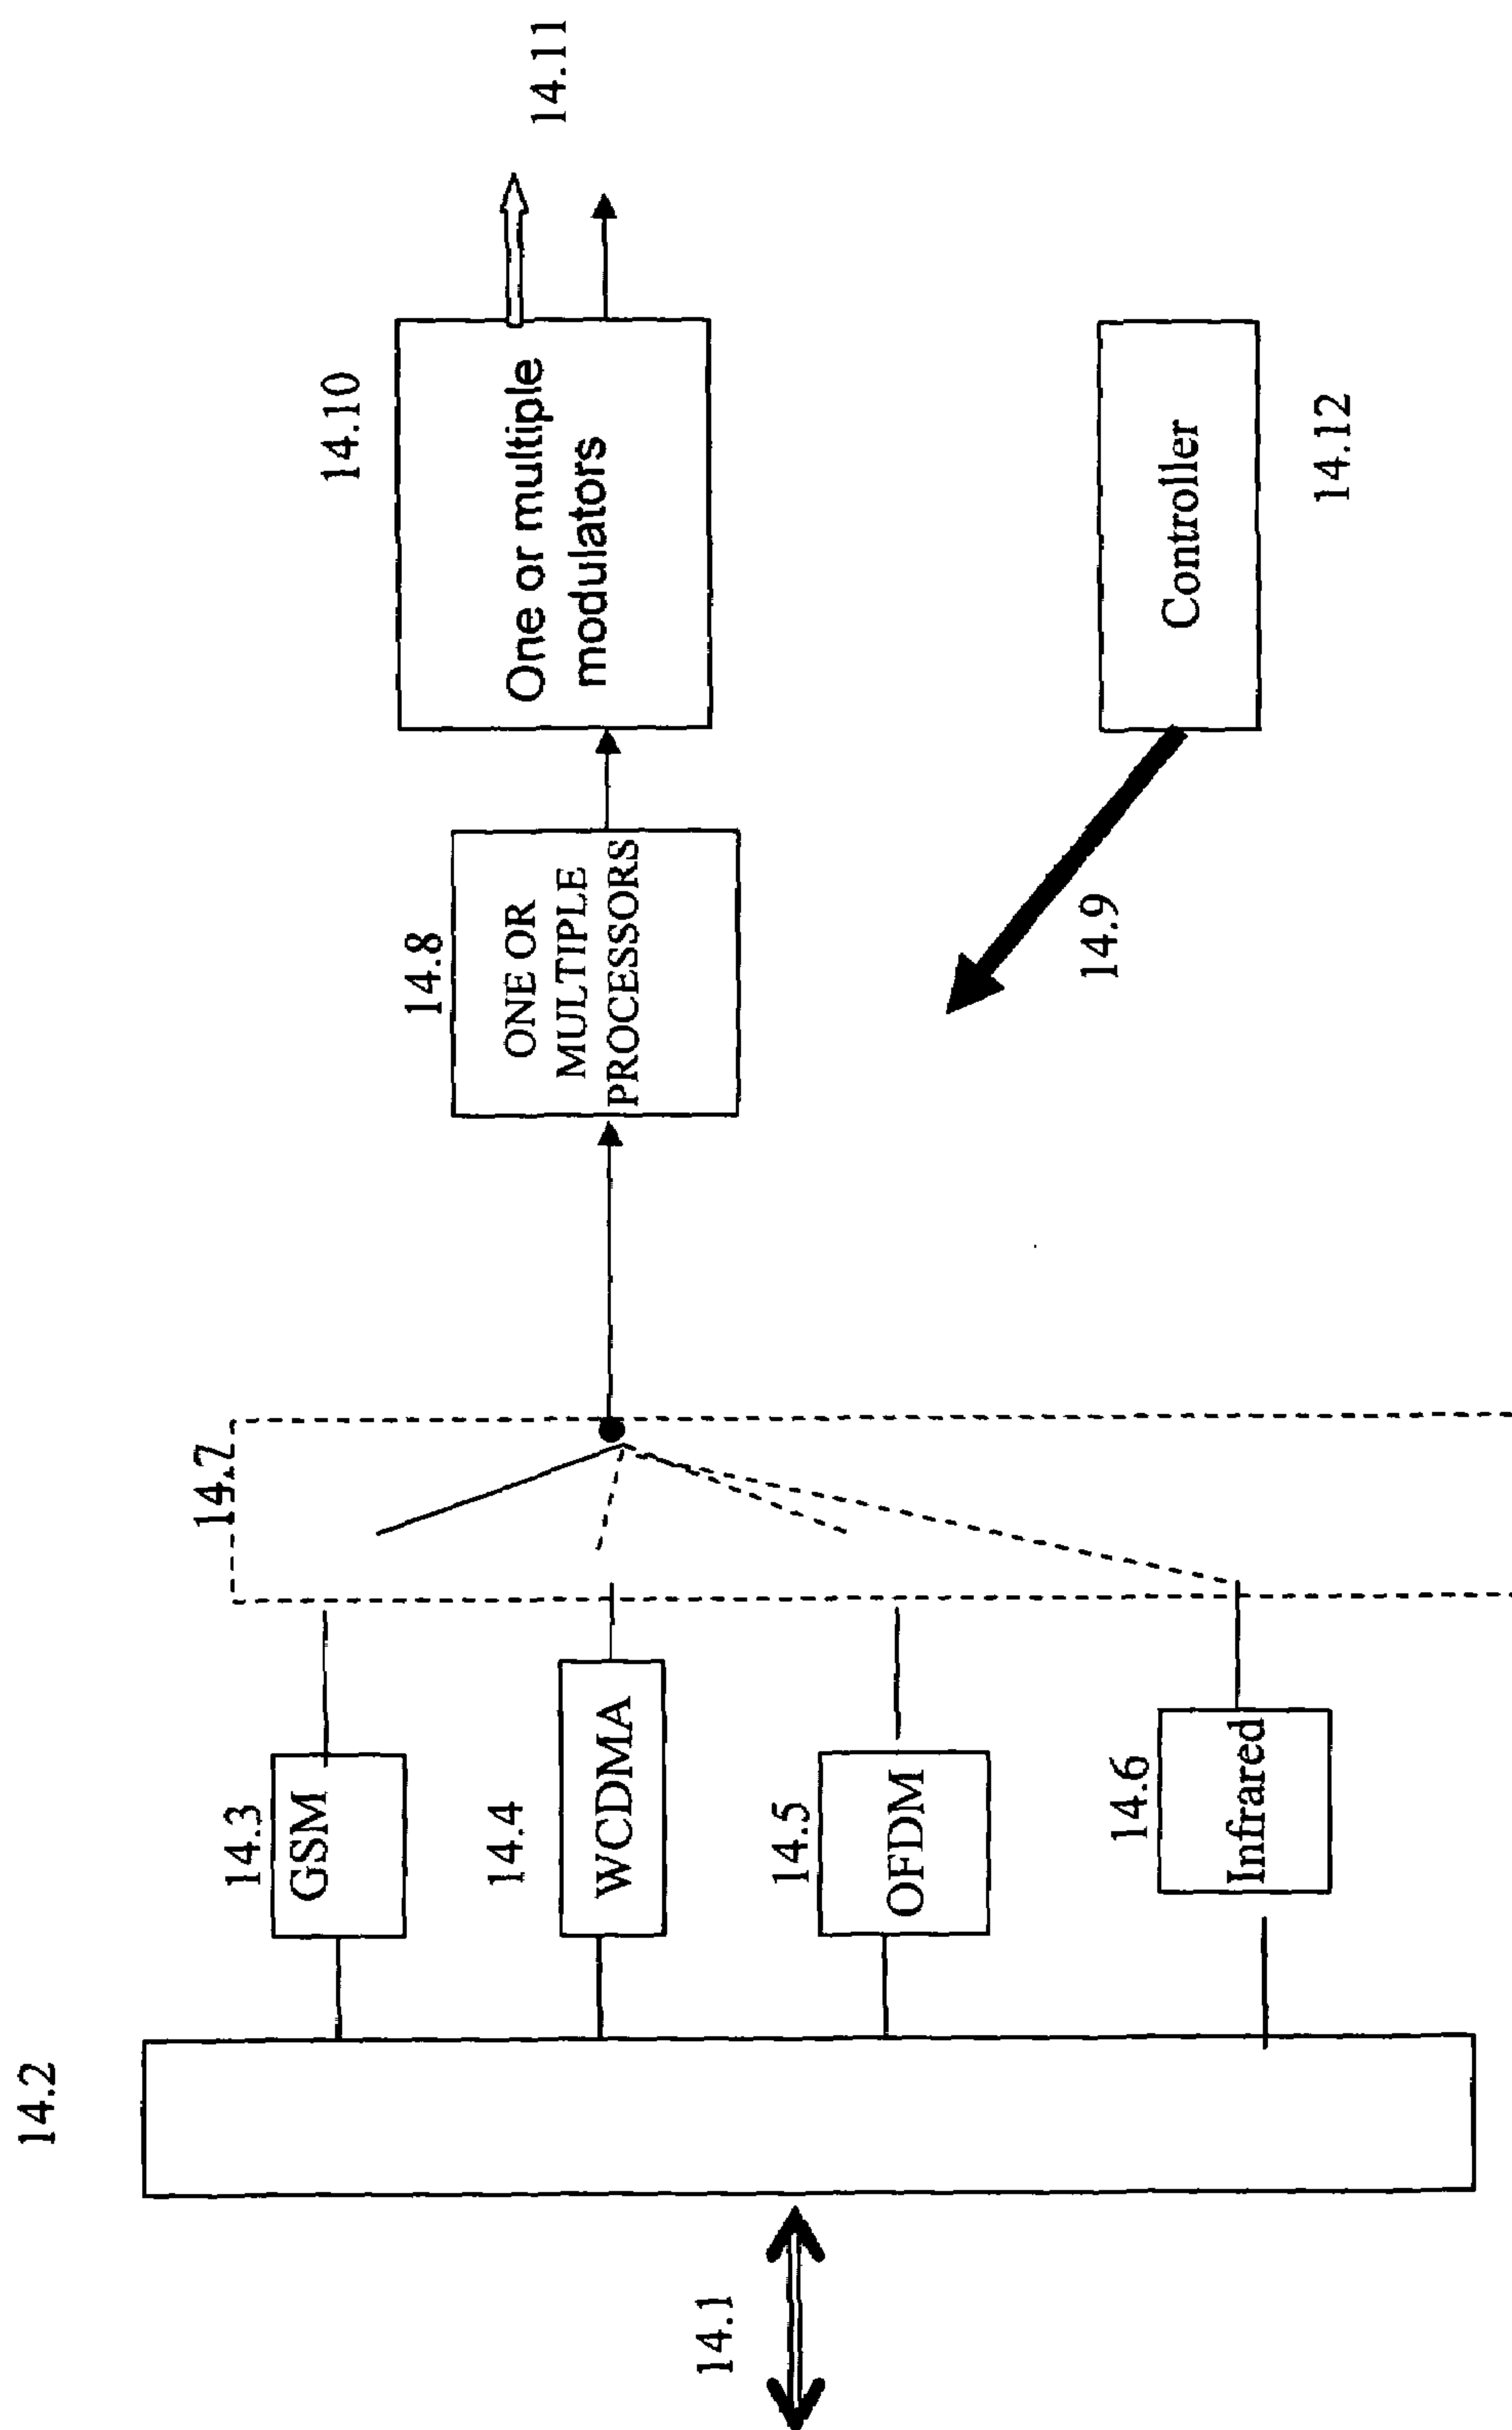 14.1
14.2
14.3
GSM
14.4
WCDMA
14.5
OFDM
14.6
Infrared
14.7
14.8
ONE OR
MULTIPLE
PROCESSORS
14.9
14.10
One or multiple
modulators
14.11
Controller
14.12